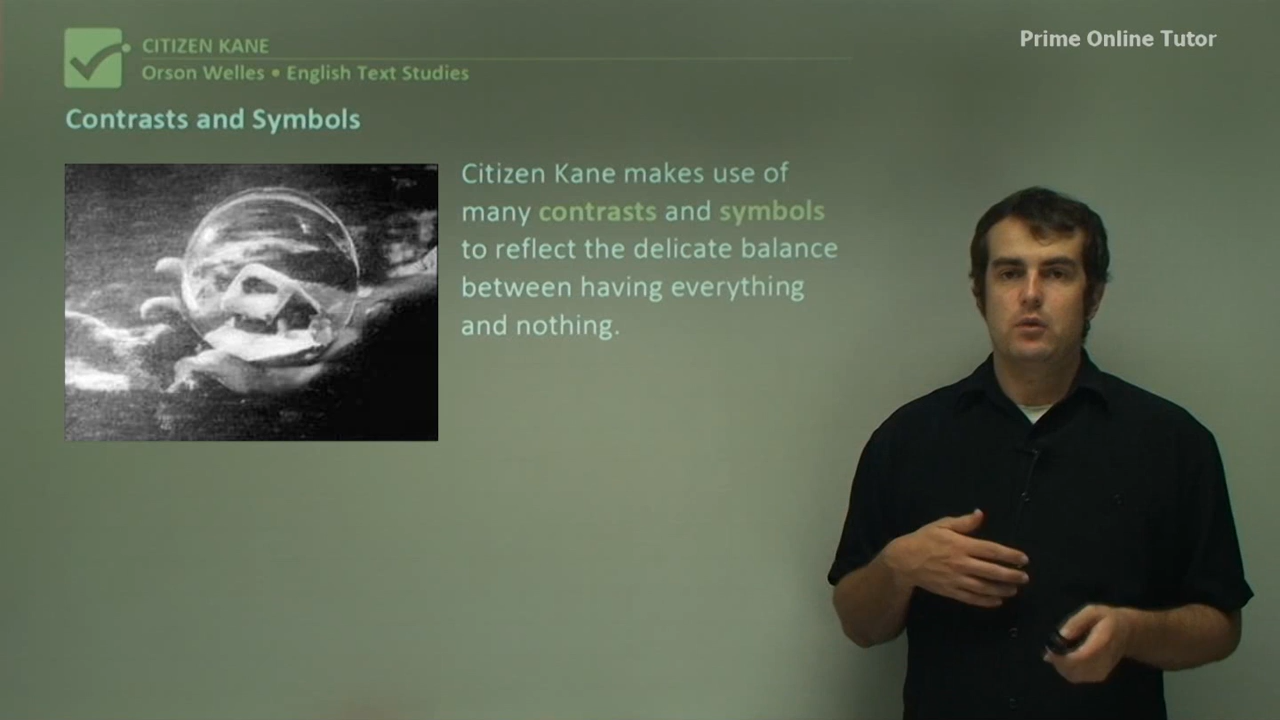 CITIZEN KANE
Orson Welles • English Text Studies
Prime Online Tutor
Contrasts and Symbols
Citizen Kane makes use of
many contrasts and symbols
to reflect the delicate balance
between having everything
and nothing.